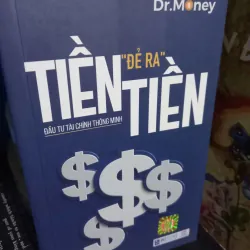 Dr.Money
TIỀN
"ĐẺ RA"
ĐẦU TƯ TÀI CHÍNH THÔNG MINH
TIỀN
$
$
$
$